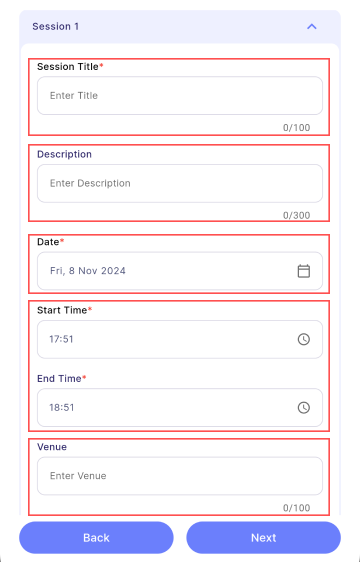 Session 1
Session Title*
Enter Title
0/100
Description
Enter Description
0/300
Date*
Fri, 8 Nov 2024
Start Time*
17:51
End Time*
18:51
Venue
Enter Venue
0/100
Back Next